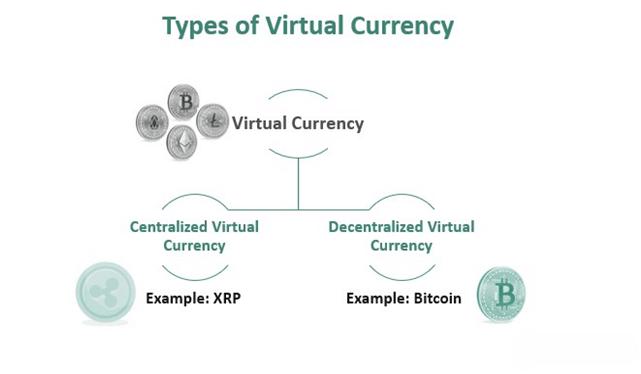 Types of Virtual Currency
Virtual Currency
Centralized Virtual
Currency
Decentralized Virtual
Currency
Example: XRP
Example: Bitcoin